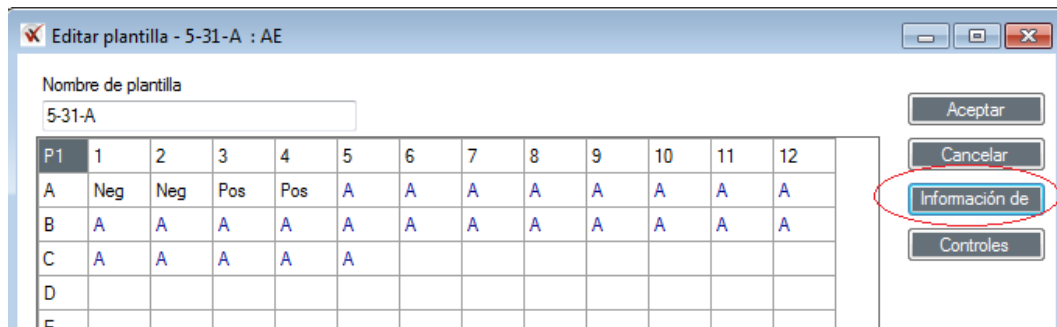 Editar plantilla - 5-31-A : AE
Nombre de plantilla
5-31-A
Aceptar
P1 1 2 3 4 5 6 7 8 9 10 11 12
Cancelar
A Neg Neg Pos Pos A A A A A A A A
Información de
B A A A A A A A A A A A A
Controles
C A A A A A
D
E